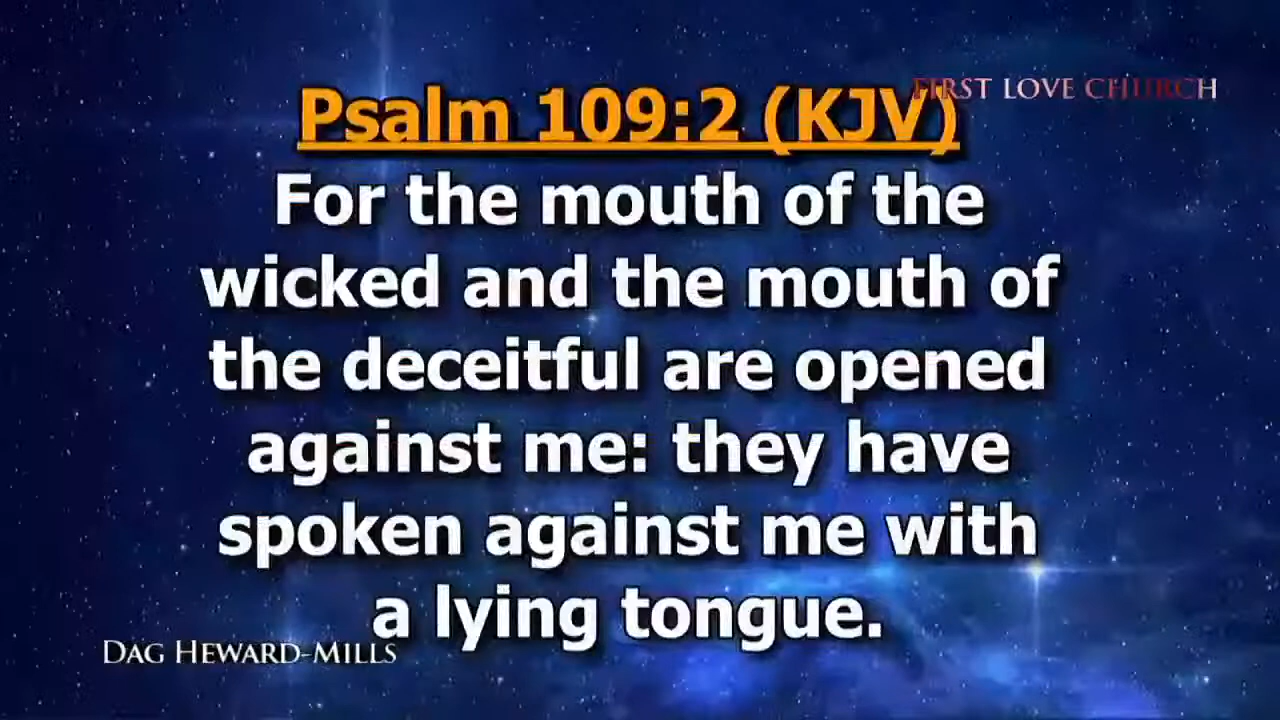 FIRST LOVE CHURCH
Psalm 109:2 (KJV)
For the mouth of the
wicked and the mouth of
the deceitful are opened
against me: they have
spoken against me with
a lying tongue.
DAG HEWARD-MILLS